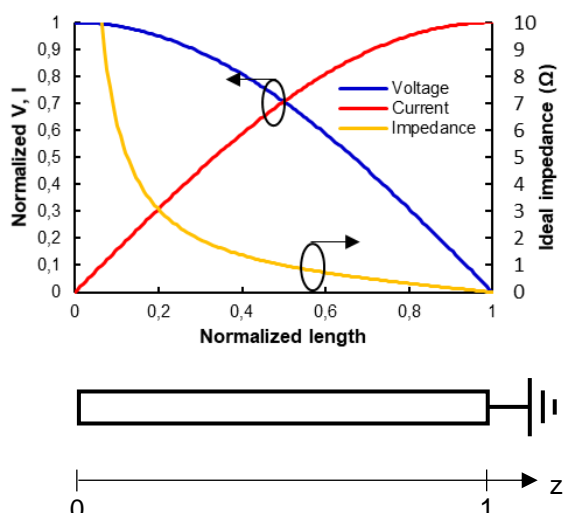 Normalized V, I
1
0,9
0,8
0,7
0,6
0,5
0,4
0,3
0,2
0,1
0
10
9
8
7
6
5
4
3
2
1
0
Ideal impedance (Ω)
Voltage
Current
Impedance
0 0,2 0,4 0,6 0,8 1
Normalized length
z
0 1